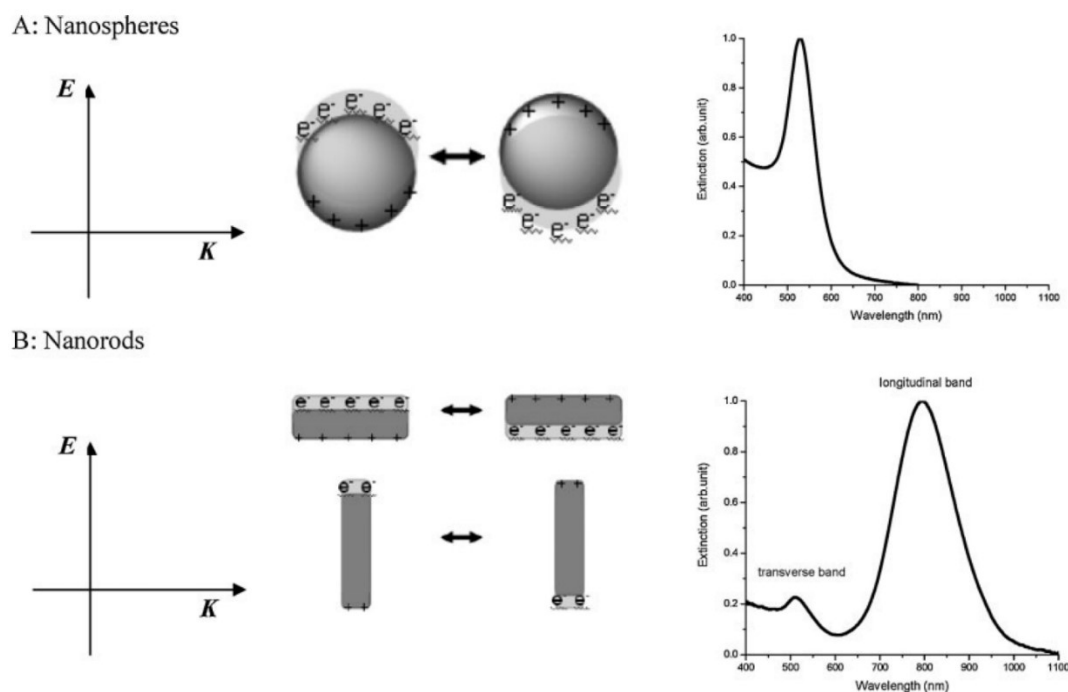 A: Nanospheres
E
K
e- e- e- e- e-
+ + + + +
+ + + + +
e- e- e- e- e-
Extinction (arb.unit)
1.0
0.8
0.6
0.4
0.2
0.0
400 500 600 700 800 900 1000 1100
Wavelength (nm)
B: Nanorods
E
K
e- e- e- e- e-
+ + + + +
+ + + + +
e- e- e- e- e-
e- e-
+ +
+ +
e- e-
longitudinal band
transverse band
Extinction (arb.unit)
1.0
0.8
0.6
0.4
0.2
0.0
400 500 600 700 800 900 1000 1100
Wavelength (nm)